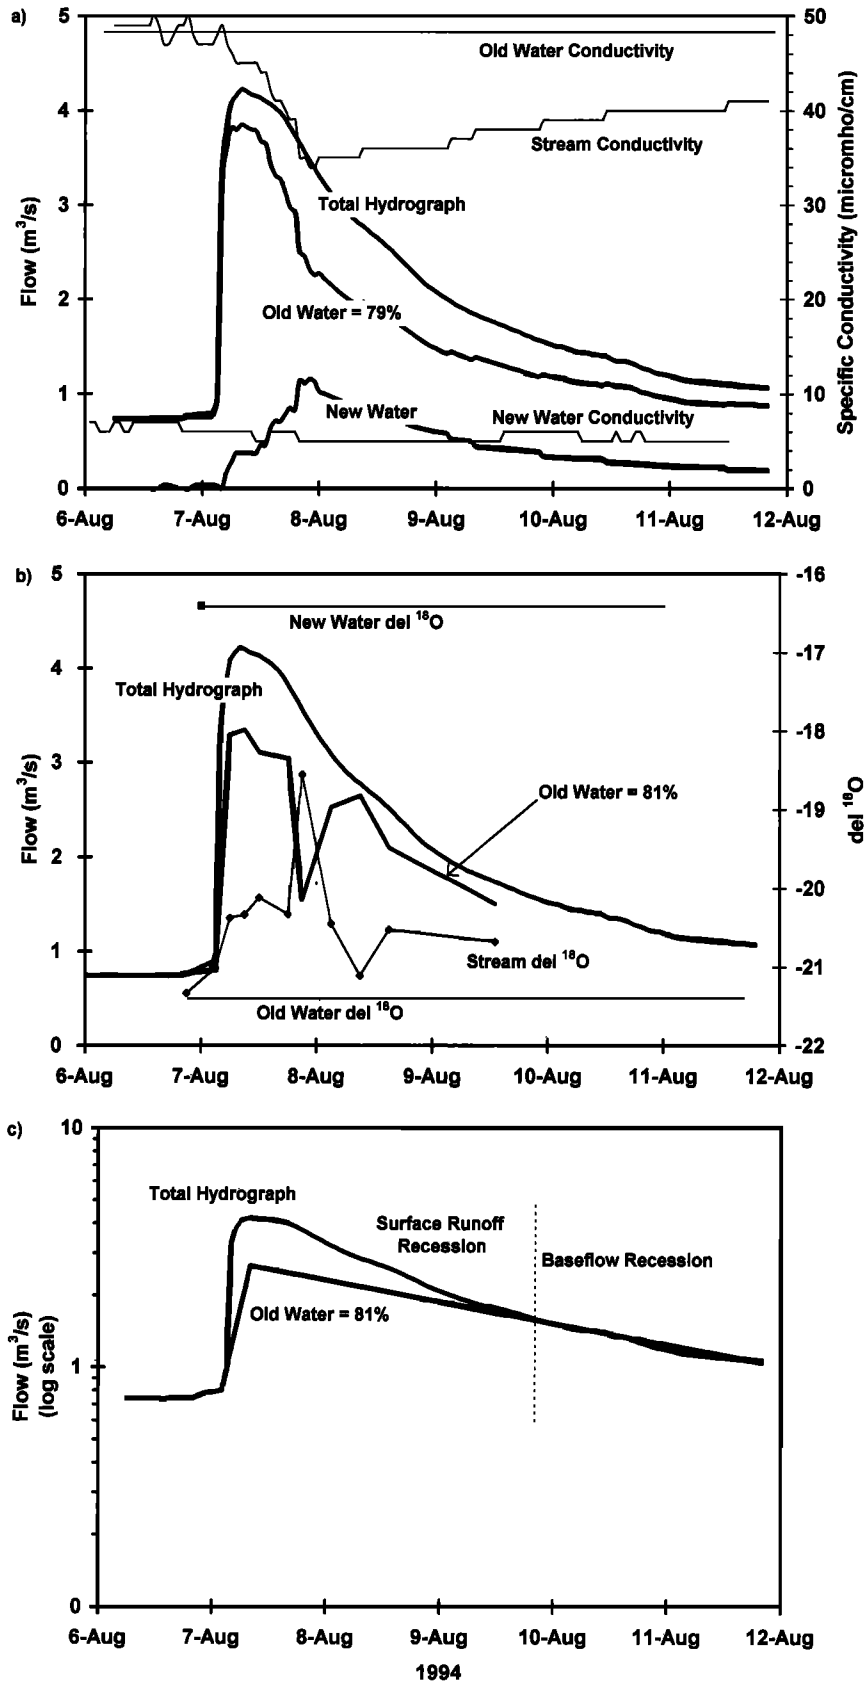 a)
5
4
3
2
1
0
Flow (m³/s)
50
40
30
20
10
0
Specific Conductivity (micromho/cm)
Old Water Conductivity
Stream Conductivity
Total Hydrograph
Old Water = 79%
New Water
New Water Conductivity
6-Aug 7-Aug 8-Aug 9-Aug 10-Aug 11-Aug 12-Aug
b)
5
4
3
2
1
0
Flow (m³/s)
-16
-17
-18
-19
-20
-21
-22
del ¹⁸O
New Water del ¹⁸O
Total Hydrograph
Old Water = 81%
Stream del ¹⁸O
Old Water del ¹⁸O
6-Aug 7-Aug 8-Aug 9-Aug 10-Aug 11-Aug 12-Aug
c)
10
1
0
Flow (m³/s)
(log scale)
Total Hydrograph
Surface Runoff
Recession
Baseflow Recession
Old Water = 81%
6-Aug 7-Aug 8-Aug 9-Aug 10-Aug 11-Aug 12-Aug
1994